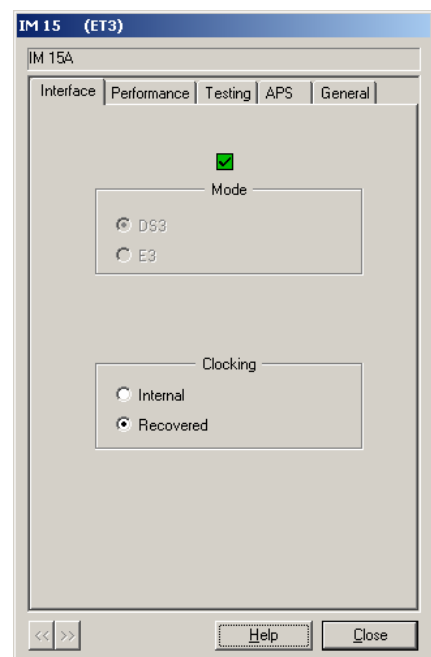 IM 15 (ET3)
IM 15A
Interface Performance Testing APS General
Mode
DS3
E3
Clocking
Internal
Recovered
<< >> Help Close